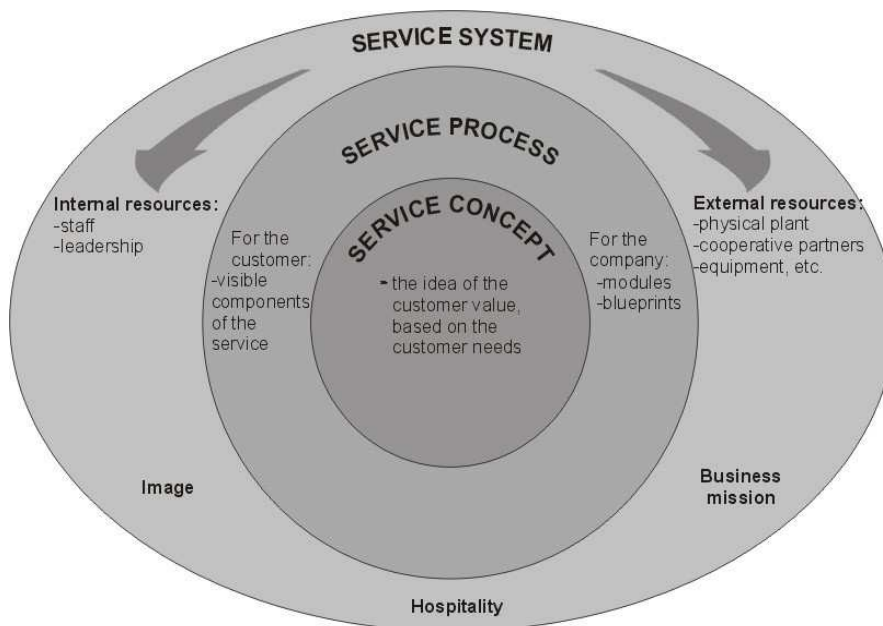 SERVICE SYSTEM
SERVICE PROCESS
SERVICE CONCEPT
Internal resources:
-staff
-leadership
External resources:
-physical plant
-cooperative partners
-equipment, etc.
For the
customer:
-visible
components
of the
service
- the idea of the
customer value,
based on the
customer needs
For the
company:
-modules
-blueprints
Image
Business
mission
Hospitality